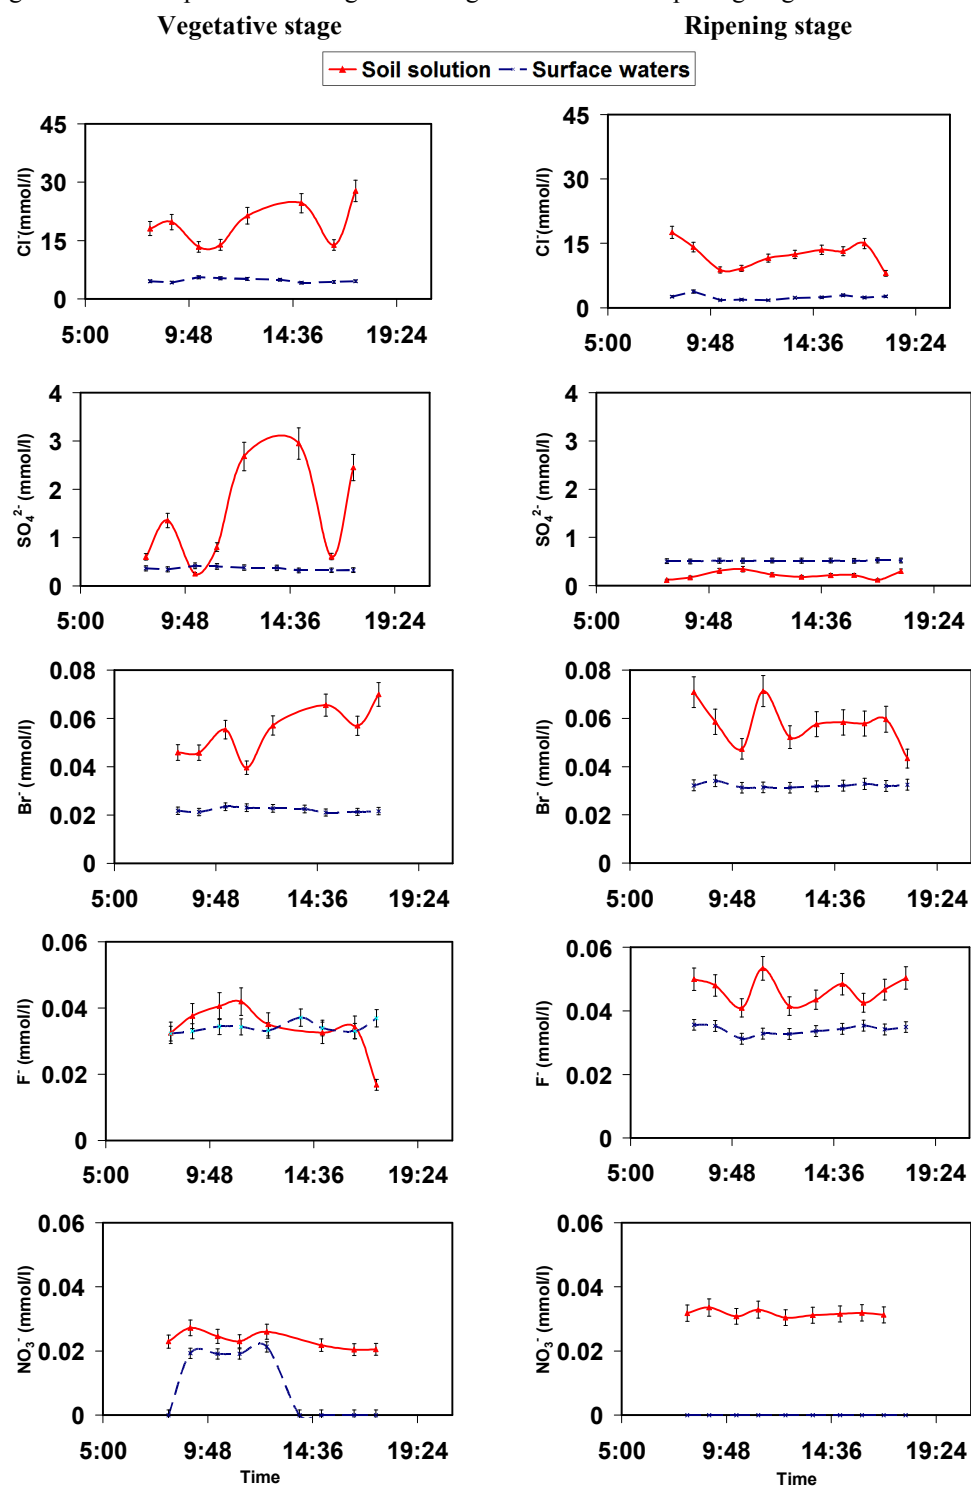 Vegetative stage Ripening stage
Soil solution Surface waters
Cl⁻(mmol/l) 45 30 15 0
5:00 9:48 14:36 19:24
Cl⁻(mmol/l) 45 30 15 0
5:00 9:48 14:36 19:24
SO₄²⁻ (mmol/l) 4 3 2 1 0
5:00 9:48 14:36 19:24
SO₄²⁻ (mmol/l) 4 3 2 1 0
5:00 9:48 14:36 19:24
Br⁻ (mmol/l) 0.08 0.06 0.04 0.02 0
5:00 9:48 14:36 19:24
Br⁻ (mmol/l) 0.08 0.06 0.04 0.02 0
5:00 9:48 14:36 19:24
F⁻ (mmol/l) 0.06 0.04 0.02 0
5:00 9:48 14:36 19:24
F⁻ (mmol/l) 0.06 0.04 0.02 0
5:00 9:48 14:36 19:24
NO₃⁻ (mmol/l) 0.06 0.04 0.02 0
5:00 9:48 14:36 19:24
Time
NO₃⁻ (mmol/l) 0.06 0.04 0.02 0
5:00 9:48 14:36 19:24
Time